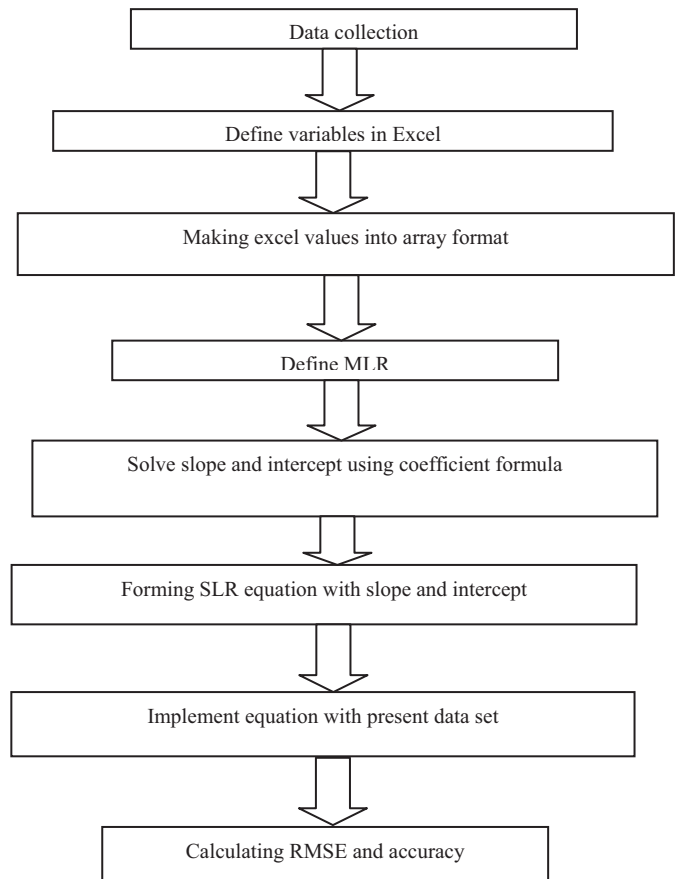 Data collection
Define variables in Excel
Making excel values into array format
Define MLR
Solve slope and intercept using coefficient formula
Forming SLR equation with slope and intercept
Implement equation with present data set
Calculating RMSE and accuracy